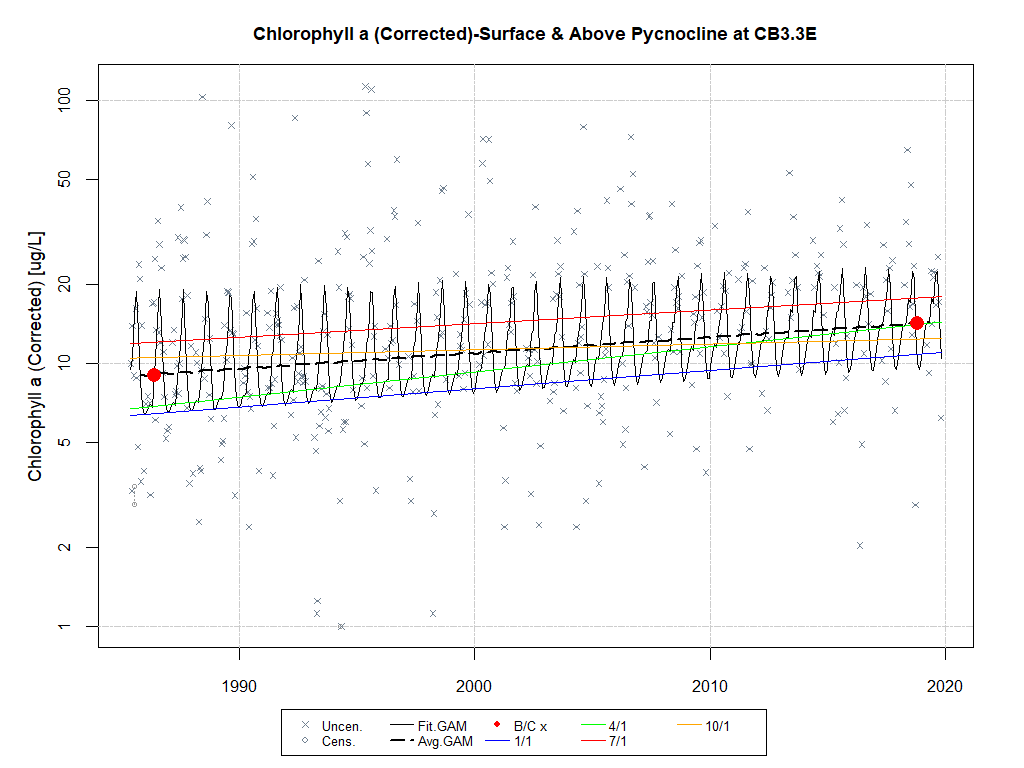 Chlorophyll a (Corrected)-Surface & Above Pycnocline at CB3.3E
Chlorophyll a (Corrected) [ug/L]
100
50
20
10
5
2
1
1990 2000 2010 2020
Uncen. Fit.GAM B/C x 4/1 10/1
Cens. Avg.GAM 1/1 7/1